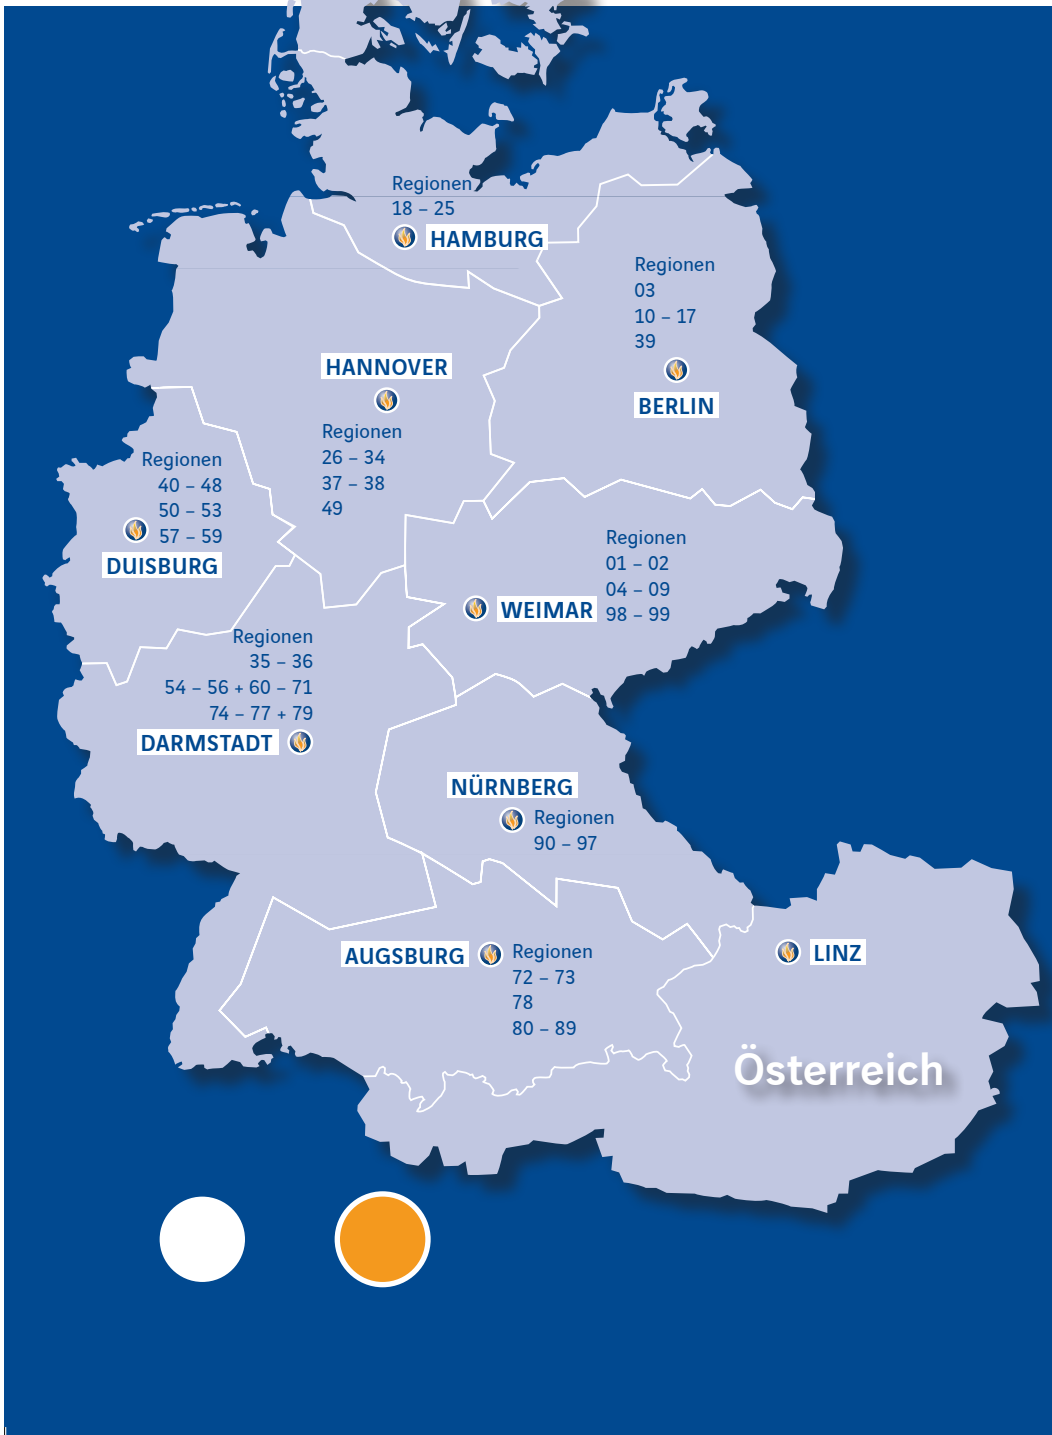 Regionen
18 – 25
HAMBURG
Regionen
03
10 – 17
39
BERLIN
HANNOVER
Regionen
26 – 34
37 – 38
49
Regionen
40 – 48
50 – 53
57 – 59
DUISBURG
Regionen
01 – 02
04 – 09
98 – 99
WEIMAR
Regionen
35 – 36
54 – 56 + 60 – 71
74 – 77 + 79
DARMSTADT
NÜRNBERG
Regionen
90 – 97
AUGSBURG
Regionen
72 – 73
78
80 – 89
LINZ
Österreich